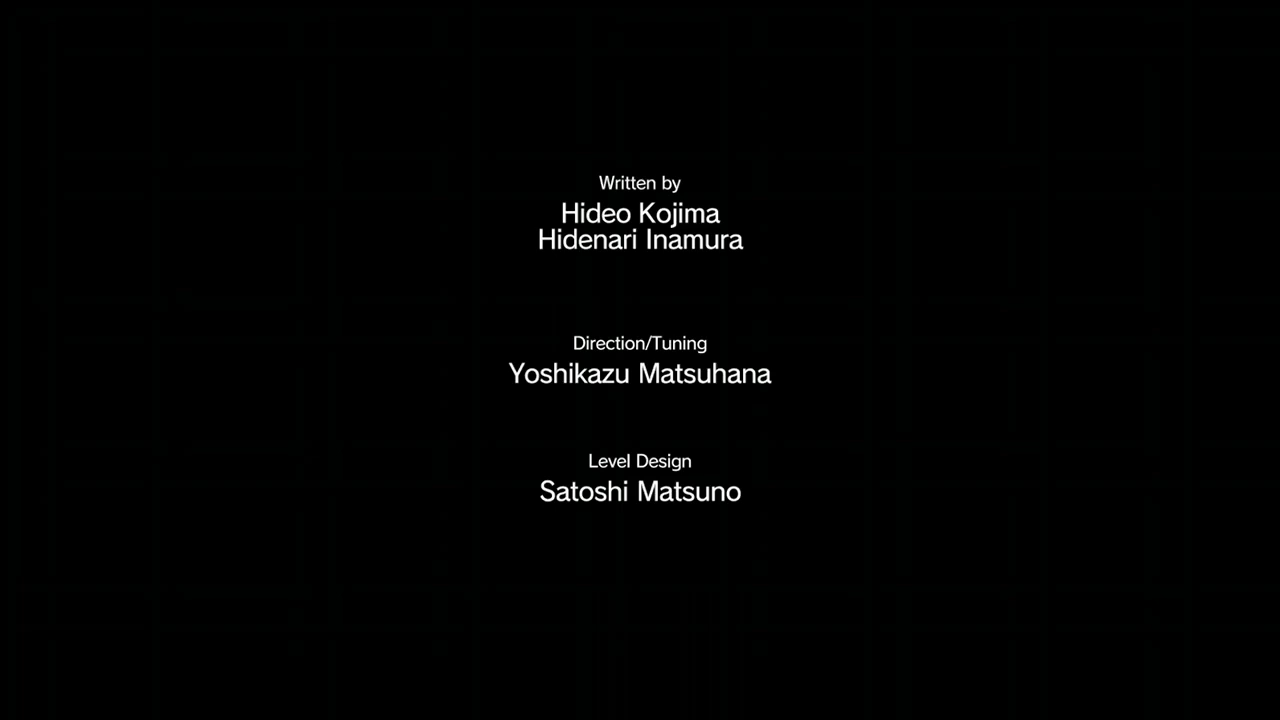 Written by
Hideo Kojima
Hidenari Inamura
Direction/Tuning
Yoshikazu Matsuhana
Level Design
Satoshi Matsuno